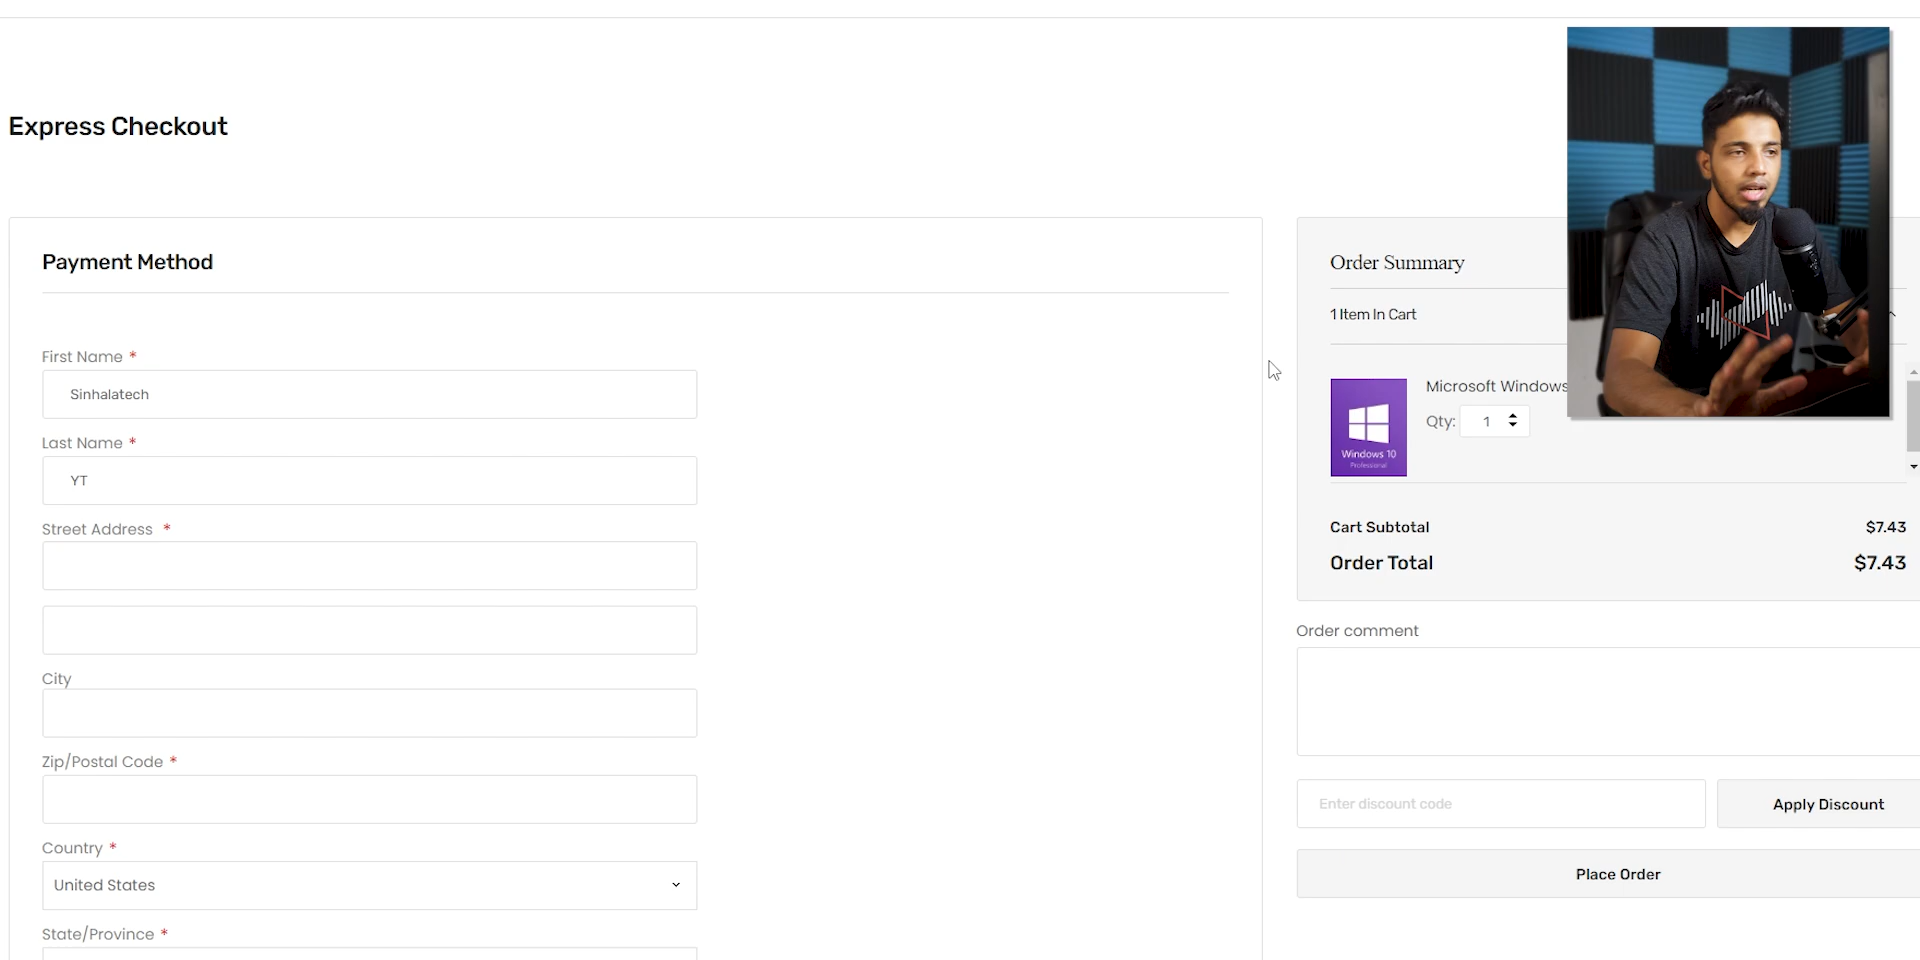 Express Checkout
Payment Method
First Name *
Sinhalatech
Last Name *
YT
Street Address *
City
Zip/Postal Code *
Country *
United States
State/Province *
Order Summary
1 Item In Cart
Microsoft Windows
Qty: 1
Windows 10
Professional
Cart Subtotal $7.43
Order Total $7.43
Order comment
Enter discount code
Apply Discount
Place Order